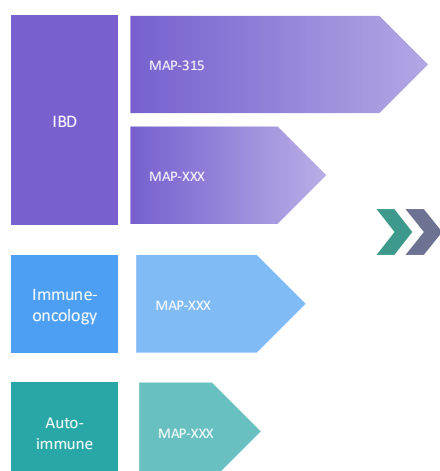 IBD
MAP-315
MAP-XXX
Immune-
oncology
MAP-XXX
Auto-
immune
MAP-XXX